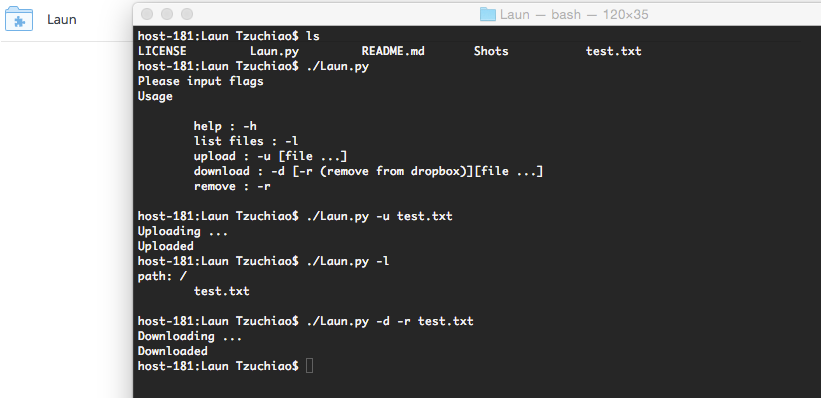 Laun
Laun — bash — 120×35
host-181:Laun Tzuchiao$ ls
LICENSE Laun.py README.md Shots test.txt
host-181:Laun Tzuchiao$ ./Laun.py
Please input flags
Usage
help : -h
list files : -l
upload : -u [file ...]
download : -d [-r (remove from dropbox)][file ...]
remove : -r
host-181:Laun Tzuchiao$ ./Laun.py -u test.txt
Uploading ...
Uploaded
host-181:Laun Tzuchiao$ ./Laun.py -l
path: /
test.txt
host-181:Laun Tzuchiao$ ./Laun.py -d -r test.txt
Downloading ...
Downloaded
host-181:Laun Tzuchiao$